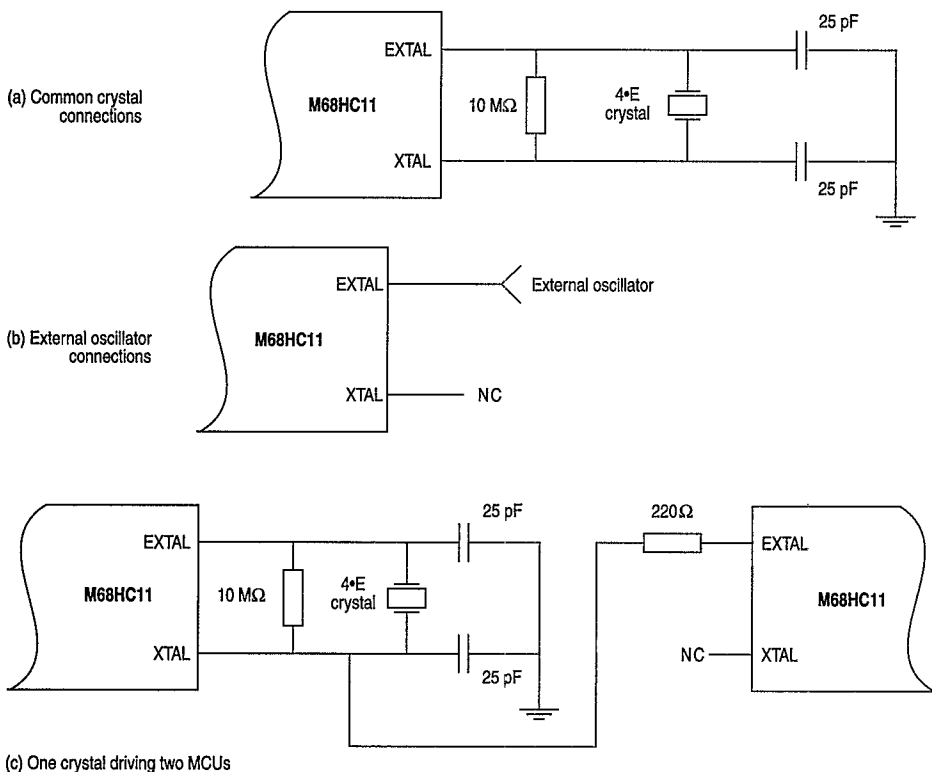 25 pF
EXTAL
(a) Common crystal
connections
M68HC11
10 MΩ
4•E
crystal
XTAL
25 pF
EXTAL
External oscillator
(b) External oscillator
connections
M68HC11
XTAL
NC
25 pF
220Ω
EXTAL
EXTAL
M68HC11
10 MΩ
4•E
crystal
M68HC11
XTAL
NC
XTAL
25 pF
(c) One crystal driving two MCUs